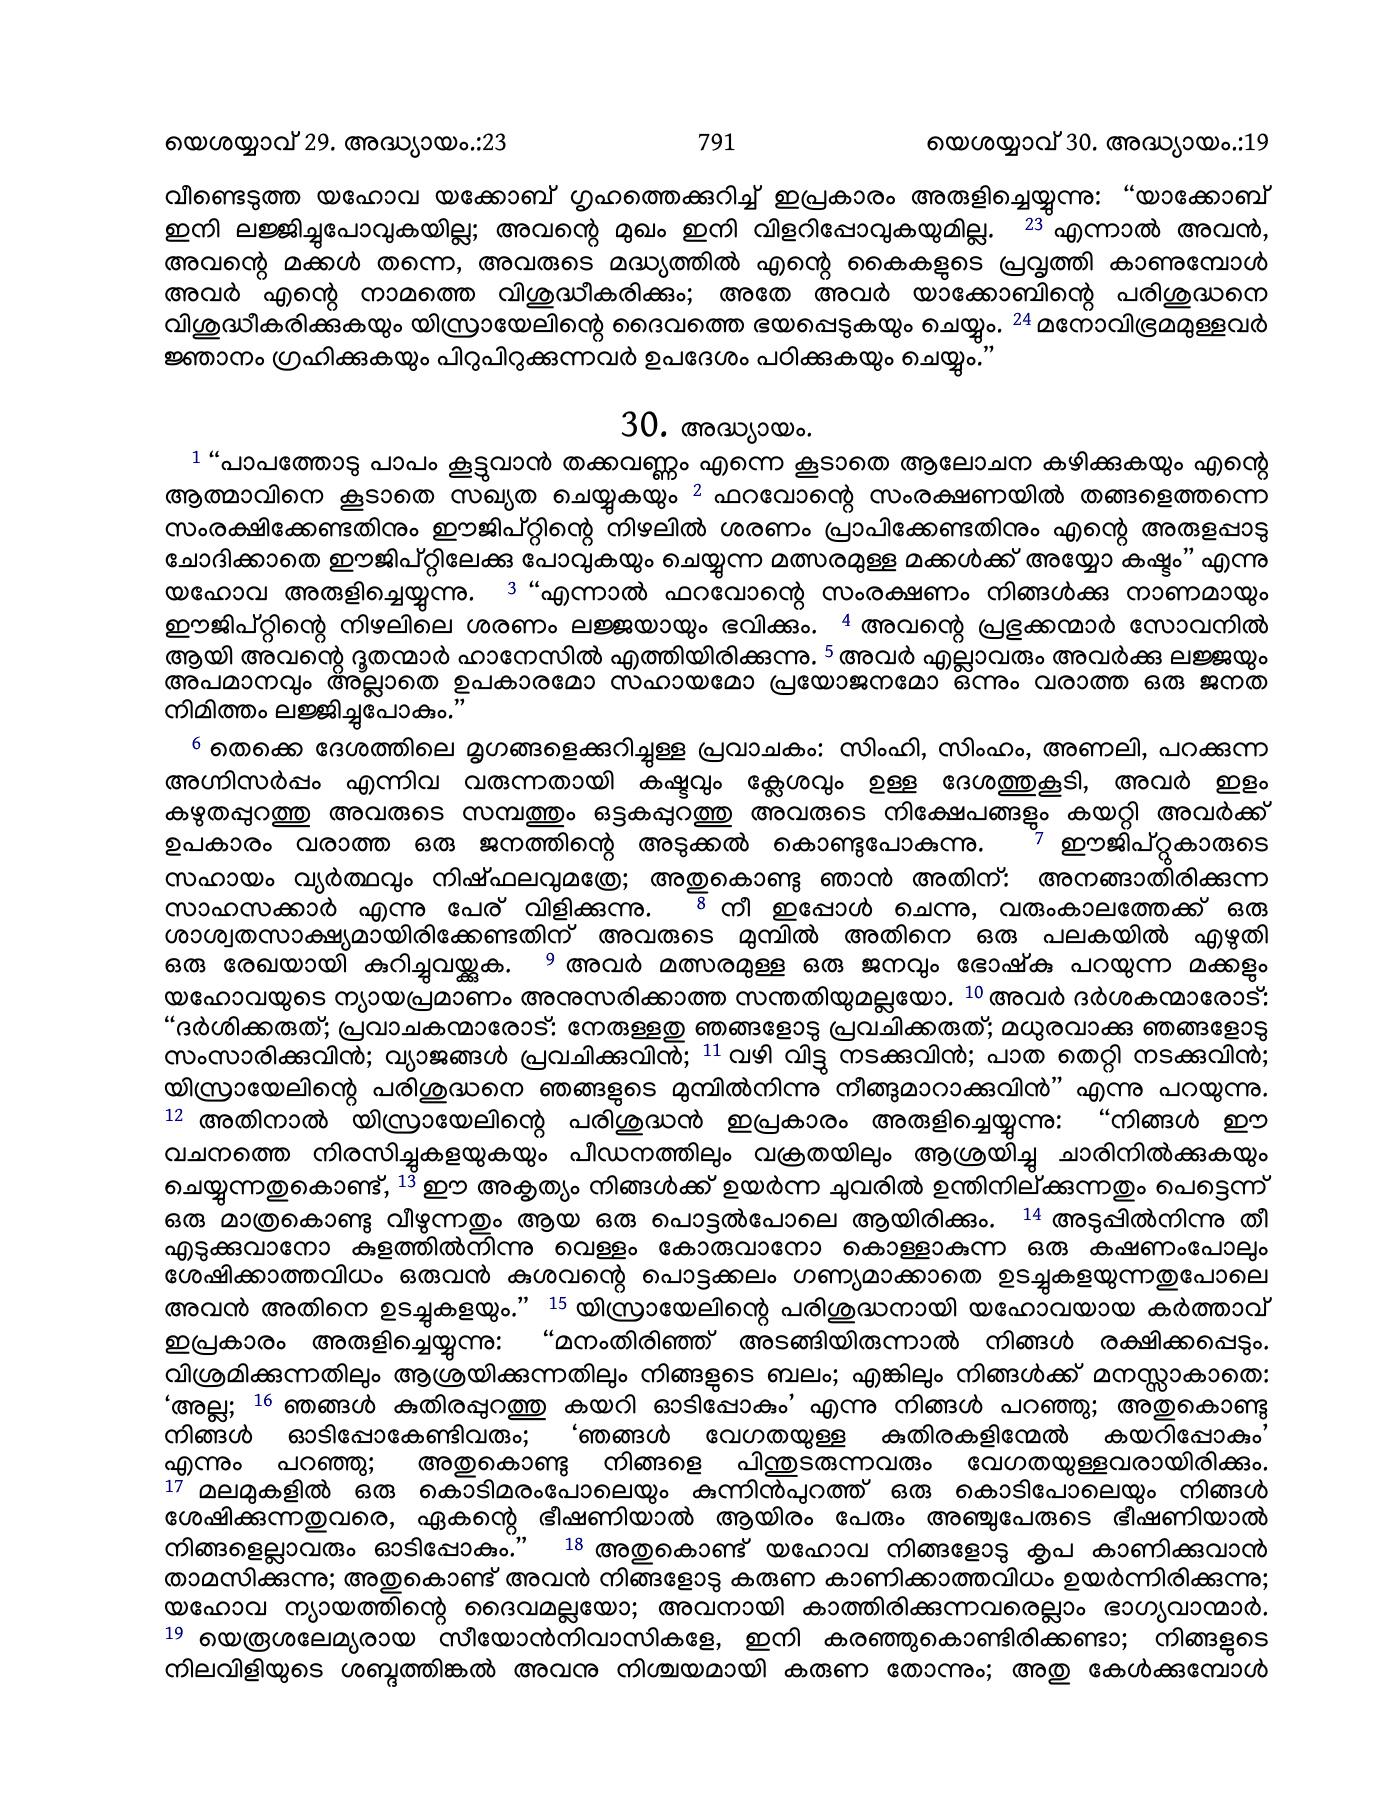 യെശയ്യാവ് 29. അദ്ധ്യായം.:23 791 യെശയ്യാവ് 30. അദ്ധ്യായം.:19
വീണ്ടെടുത്ത യഹോവ യക്കോബ് ഗൃഹത്തെക്കുറിച്ച് ഇപ്രകാരം അരുളിച്ചെയ്യുന്നു: “യാക്കോബ്
ഇനി ലജ്ജിച്ചുപോവുകയില്ല; അവന്റെ മുഖം ഇനി വിളറിപ്പോവുകയുമില്ല. 23 എന്നാൽ അവൻ,
അവന്റെ മക്കൾ തന്നെ, അവരുടെ മദ്ധ്യത്തിൽ എന്റെ കൈകളുടെ പ്രവൃത്തി കാണുമ്പോൾ
അവർ എന്റെ നാമത്തെ വിശുദ്ധീകരിക്കും; അതേ അവർ യാക്കോബിന്റെ പരിശുദ്ധനെ
വിശുദ്ധീകരിക്കുകയും യിസ്രായേലിന്റെ ദൈവത്തെ ഭയപ്പെടുകയും ചെയ്യും. 24 മനോവിഭ്രമമുള്ളവർ
ജ്ഞാനം ഗ്രഹിക്കുകയും പിറുപിറുക്കുന്നവർ ഉപദേശം പഠിക്കുകയും ചെയ്യും.”
30. അദ്ധ്യായം.
1 “പാപത്തോടു പാപം കൂട്ടുവാൻ തക്കവണ്ണം എന്നെ കൂടാതെ ആലോചന കഴിക്കുകയും എന്റെ
ആത്മാവിനെ കൂടാതെ സഖ്യത ചെയ്യുകയും 2 ഫറവോന്റെ സംരക്ഷണയിൽ തങ്ങളെത്തന്നെ
സംരക്ഷിക്കേണ്ടതിനും ഈജിപ്റ്റിന്റെ നിഴലിൽ ശരണം പ്രാപിക്കേണ്ടതിനും എന്റെ അരുളപ്പാടു
ചോദിക്കാതെ ഈജിപ്റ്റിലേക്കു പോവുകയും ചെയ്യുന്ന മത്സരമുള്ള മക്കൾക്ക് അയ്യോ കഷ്ടം” എന്നു
യഹോവ അരുളിച്ചെയ്യുന്നു. 3 “എന്നാൽ ഫറവോന്റെ സംരക്ഷണം നിങ്ങൾക്കു നാണമായും
ഈജിപ്റ്റിന്റെ നിഴലിലെ ശരണം ലജ്ജയായും ഭവിക്കും. 4 അവന്റെ പ്രഭുക്കന്മാർ സോവനിൽ
ആയി അവന്റെ ദൂതന്മാർ ഹാനേസിൽ എത്തിയിരിക്കുന്നു. 5 അവർ എല്ലാവരും അവർക്കു ലജ്ജയും
അപമാനവും അല്ലാതെ ഉപകാരമോ സഹായമോ പ്രയോജനമോ ഒന്നും വരാത്ത ഒരു ജനത
നിമിത്തം ലജ്ജിച്ചുപോകും.”
6 തെക്കെ ദേശത്തിലെ മൃഗങ്ങളെക്കുറിച്ചുള്ള പ്രവാചകം: സിംഹി, സിംഹം, അണലി, പറക്കുന്ന
അഗ്നിസർപ്പം എന്നിവ വരുന്നതായി കഷ്ടവും ക്ലേശവും ഉള്ള ദേശത്തുകൂടി, അവർ ഇളം
കഴുതപ്പുറത്തു അവരുടെ സമ്പത്തും ഒട്ടകപ്പുറത്തു അവരുടെ നിക്ഷേപങ്ങളും കയറ്റി അവർക്ക്
ഉപകാരം വരാത്ത ഒരു ജനത്തിന്റെ അടുക്കൽ കൊണ്ടുപോകുന്നു. 7 ഈജിപ്റ്റുകാരുടെ
സഹായം വ്യർത്ഥവും നിഷ്ഫലവുമത്രേ; അതുകൊണ്ടു ഞാൻ അതിന്: അനങ്ങാതിരിക്കുന്ന
സാഹസക്കാർ എന്നു പേര് വിളിക്കുന്നു. 8 നീ ഇപ്പോൾ ചെന്നു, വരുംകാലത്തേക്ക് ഒരു
ശാശ്വതസാക്ഷ്യമായിരിക്കേണ്ടതിന് അവരുടെ മുമ്പിൽ അതിനെ ഒരു പലകയിൽ എഴുതി
ഒരു രേഖയായി കുറിച്ചുവയ്ക്കുക. 9 അവർ മത്സരമുള്ള ഒരു ജനവും ഭോഷ്കു പറയുന്ന മക്കളും
യഹോവയുടെ ന്യായപ്രമാണം അനുസരിക്കാത്ത സന്തതിയുമല്ലയോ. 10 അവർ ദർശകന്മാരോട്:
“ദർശിക്കരുത്; പ്രവാചകന്മാരോട്: നേരുള്ളതു ഞങ്ങളോടു പ്രവചിക്കരുത്; മധുരവാക്കു ഞങ്ങളോടു
സംസാരിക്കുവിൻ; വ്യാജങ്ങൾ പ്രവചിക്കുവിൻ; 11 വഴി വിട്ടു നടക്കുവിൻ; പാത തെറ്റി നടക്കുവിൻ;
യിസ്രായേലിന്റെ പരിശുദ്ധനെ ഞങ്ങളുടെ മുമ്പിൽനിന്നു നീങ്ങുമാറാക്കുവിൻ” എന്നു പറയുന്നു.
12 അതിനാൽ യിസ്രായേലിന്റെ പരിശുദ്ധൻ ഇപ്രകാരം അരുളിച്ചെയ്യുന്നു: “നിങ്ങൾ ഈ
വചനത്തെ നിരസിച്ചുകളയുകയും പീഡനത്തിലും വക്രതയിലും ആശ്രയിച്ചു ചാരിനിൽക്കുകയും
ചെയ്യുന്നതുകൊണ്ട്, 13 ഈ അകൃത്യം നിങ്ങൾക്ക് ഉയർന്ന ചുവരിൽ ഉന്തിനില്ക്കുന്നതും പെട്ടെന്ന്
ഒരു മാത്രകൊണ്ടു വീഴുന്നതും ആയ ഒരു പൊട്ടൽപോലെ ആയിരിക്കും. 14 അടുപ്പിൽനിന്നു തീ
എടുക്കുവാനോ കുളത്തിൽനിന്നു വെള്ളം കോരുവാനോ കൊള്ളാകുന്ന ഒരു കഷണംപോലും
ശേഷിക്കാത്തവിധം ഒരുവൻ കുശവന്റെ പൊട്ടക്കലം ഗണ്യമാക്കാതെ ഉടച്ചുകളയുന്നതുപോലെ
അവൻ അതിനെ ഉടച്ചുകളയും.” 15 യിസ്രായേലിന്റെ പരിശുദ്ധനായി യഹോവയായ കർത്താവ്
ഇപ്രകാരം അരുളിച്ചെയ്യുന്നു: “മനംതിരിഞ്ഞ് അടങ്ങിയിരുന്നാൽ നിങ്ങൾ രക്ഷിക്കപ്പെടും.
വിശ്രമിക്കുന്നതിലും ആശ്രയിക്കുന്നതിലും നിങ്ങളുടെ ബലം; എങ്കിലും നിങ്ങൾക്ക് മനസ്സാകാതെ:
‘അല്ല; 16 ഞങ്ങൾ കുതിരപ്പുറത്തു കയറി ഓടിപ്പോകും’ എന്നു നിങ്ങൾ പറഞ്ഞു; അതുകൊണ്ടു
നിങ്ങൾ ഓടിപ്പോകേണ്ടിവരും; ‘ഞങ്ങൾ വേഗതയുള്ള കുതിരകളിന്മേൽ കയറിപ്പോകും’
എന്നും പറഞ്ഞു; അതുകൊണ്ടു നിങ്ങളെ പിന്തുടരുന്നവരും വേഗതയുള്ളവരായിരിക്കും.
17 മലമുകളിൽ ഒരു കൊടിമരംപോലെയും കുന്നിൻപുറത്ത് ഒരു കൊടിപോലെയും നിങ്ങൾ
ശേഷിക്കുന്നതുവരെ, ഏകന്റെ ഭീഷണിയാൽ ആയിരം പേരും അഞ്ചുപേരുടെ ഭീഷണിയാൽ
നിങ്ങളെല്ലാവരും ഓടിപ്പോകും.” 18 അതുകൊണ്ട് യഹോവ നിങ്ങളോടു കൃപ കാണിക്കുവാൻ
താമസിക്കുന്നു; അതുകൊണ്ട് അവൻ നിങ്ങളോടു കരുണ കാണിക്കാത്തവിധം ഉയർന്നിരിക്കുന്നു;
യഹോവ ന്യായത്തിന്റെ ദൈവമല്ലയോ; അവനായി കാത്തിരിക്കുന്നവരെല്ലാം ഭാഗ്യവാന്മാർ.
19 യെരൂശലേമ്യരായ സീയോൻനിവാസികളേ, ഇനി കരഞ്ഞുകൊണ്ടിരിക്കണ്ടാ; നിങ്ങളുടെ
നിലവിളിയുടെ ശബ്ദത്തിങ്കൽ അവനു നിശ്ചയമായി കരുണ തോന്നും; അതു കേൾക്കുമ്പോൾ